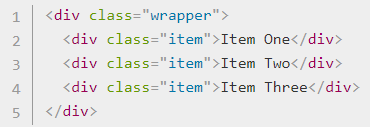 1 <div class="wrapper">
2   <div class="item">Item One</div>
3   <div class="item">Item Two</div>
4   <div class="item">Item Three</div>
5 </div>